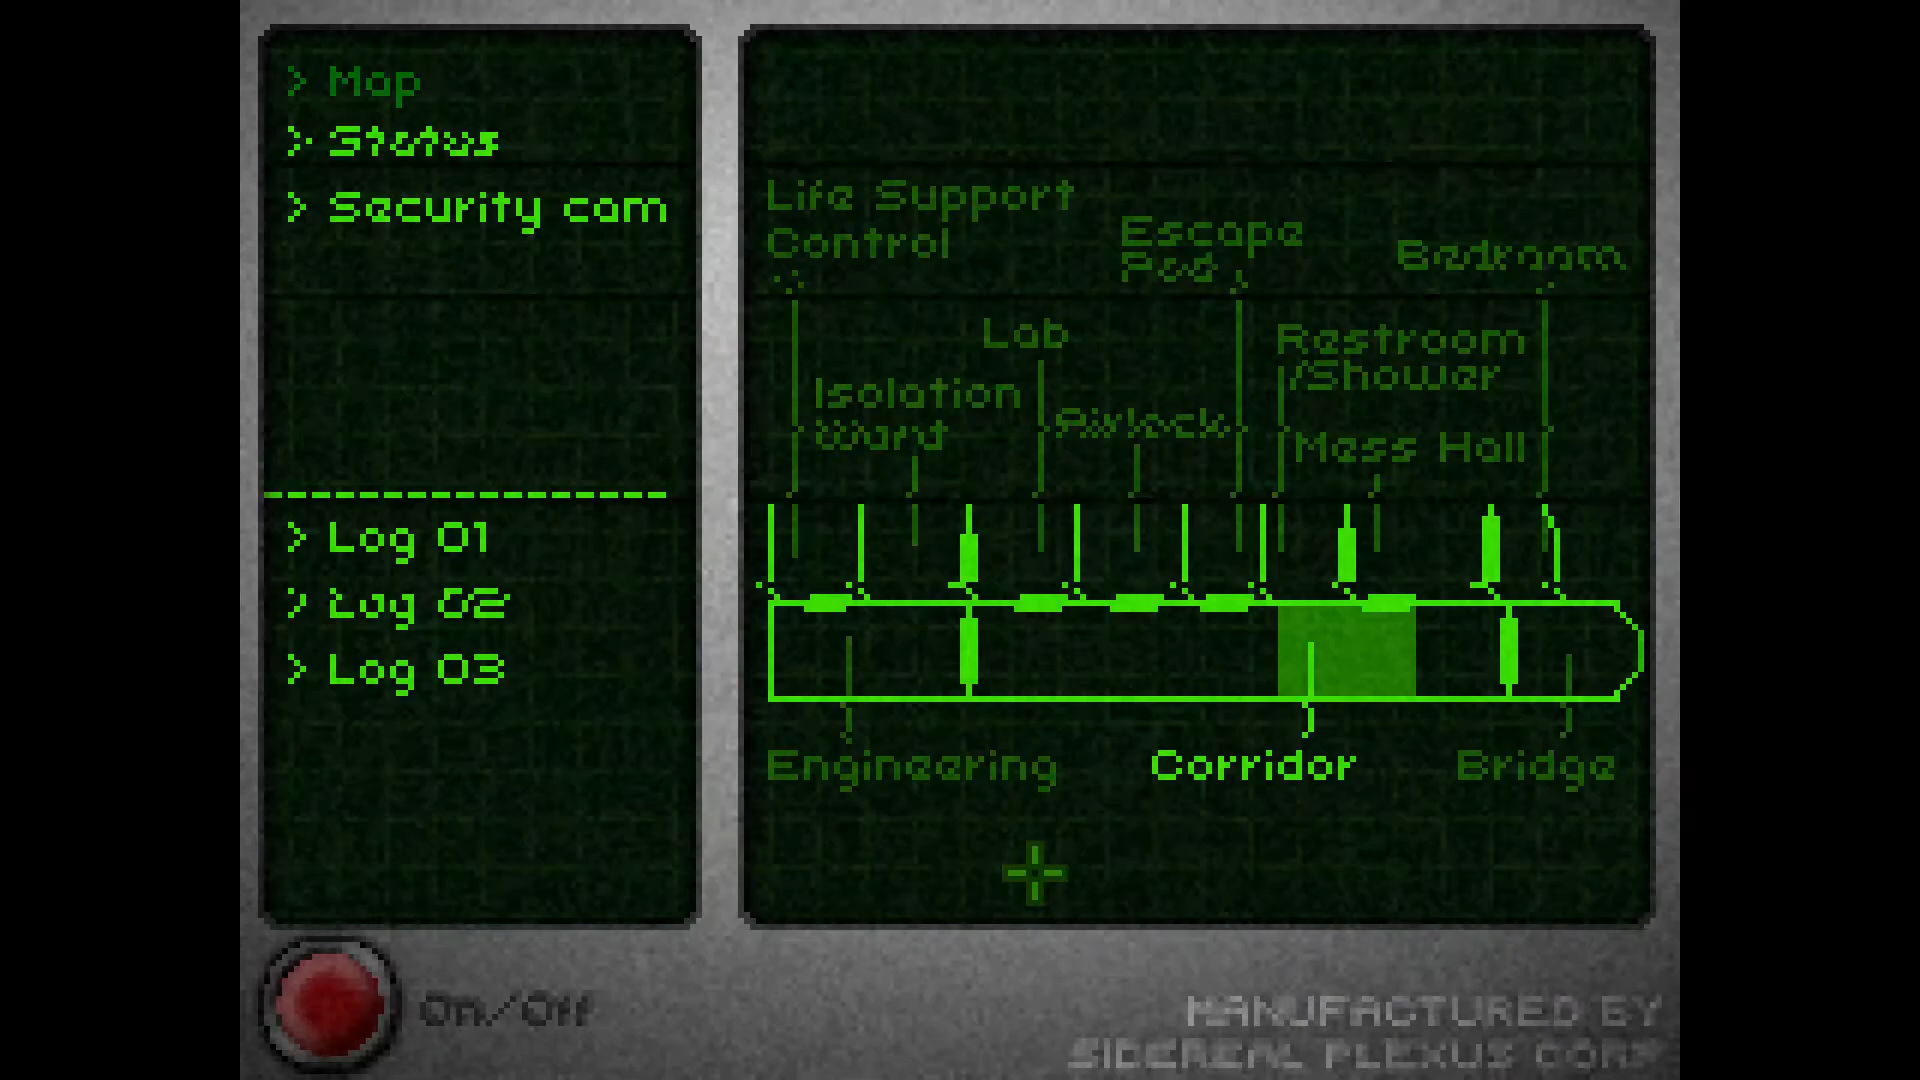 > Map
> Status
> Security cam
> Log 01
> Log 02
> Log 03
Life Support
Control
Escape
Pod
Bedroom
Lab
Restroom
/Shower
Isolation
Ward
Airlock
Mess Hall
Engineering
Corridor
Bridge
On/Off
MANUFACTURED BY
SIDEREAL PLEXUS CORP